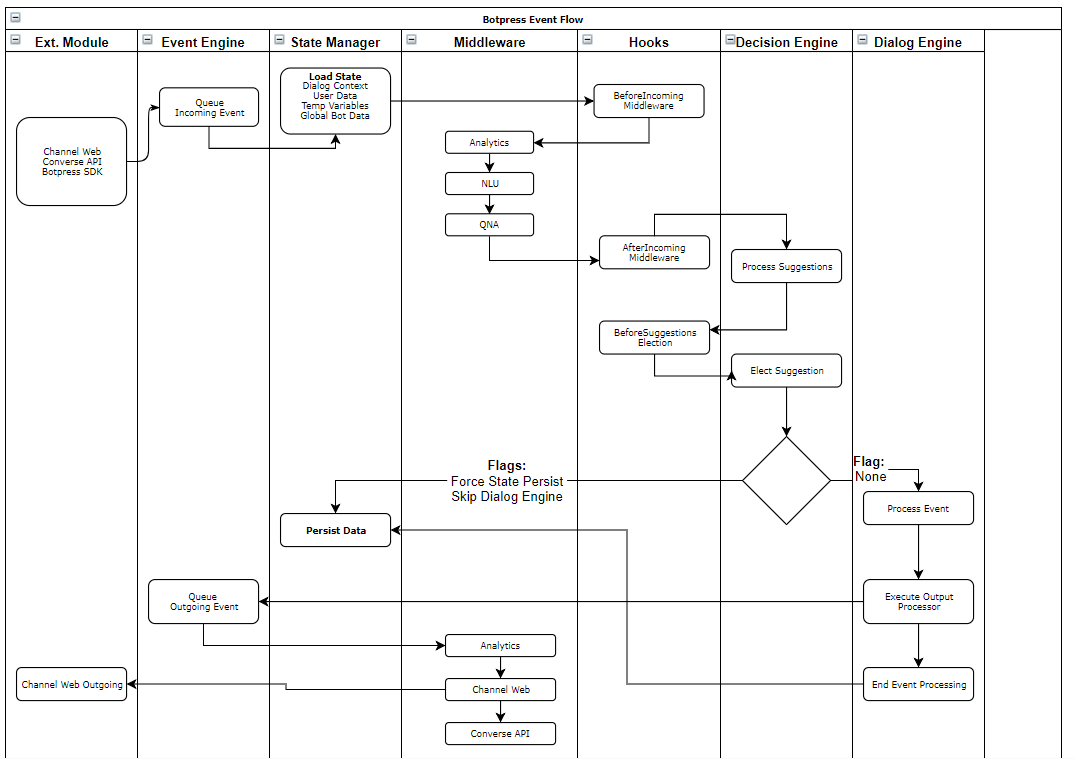 Botpress Event Flow
Ext. Module
Event Engine
State Manager
Middleware
Hooks
Decision Engine
Dialog Engine
Load State
Dialog Context
User Data
Temp Variables
Global Bot Data
Queue
Incoming Event
BeforeIncoming
Middleware
Channel Web
Converse API
Botpress SDK
Analytics
NLU
QNA
AfterIncoming
Middleware
Process Suggestions
BeforeSuggestions
Election
Elect Suggestion
Flags:
Force State Persist
Skip Dialog Engine
Flag:
None
Process Event
Persist Data
Queue
Outgoing Event
Execute Output
Processor
Analytics
Channel Web Outgoing
Channel Web
End Event Processing
Converse API